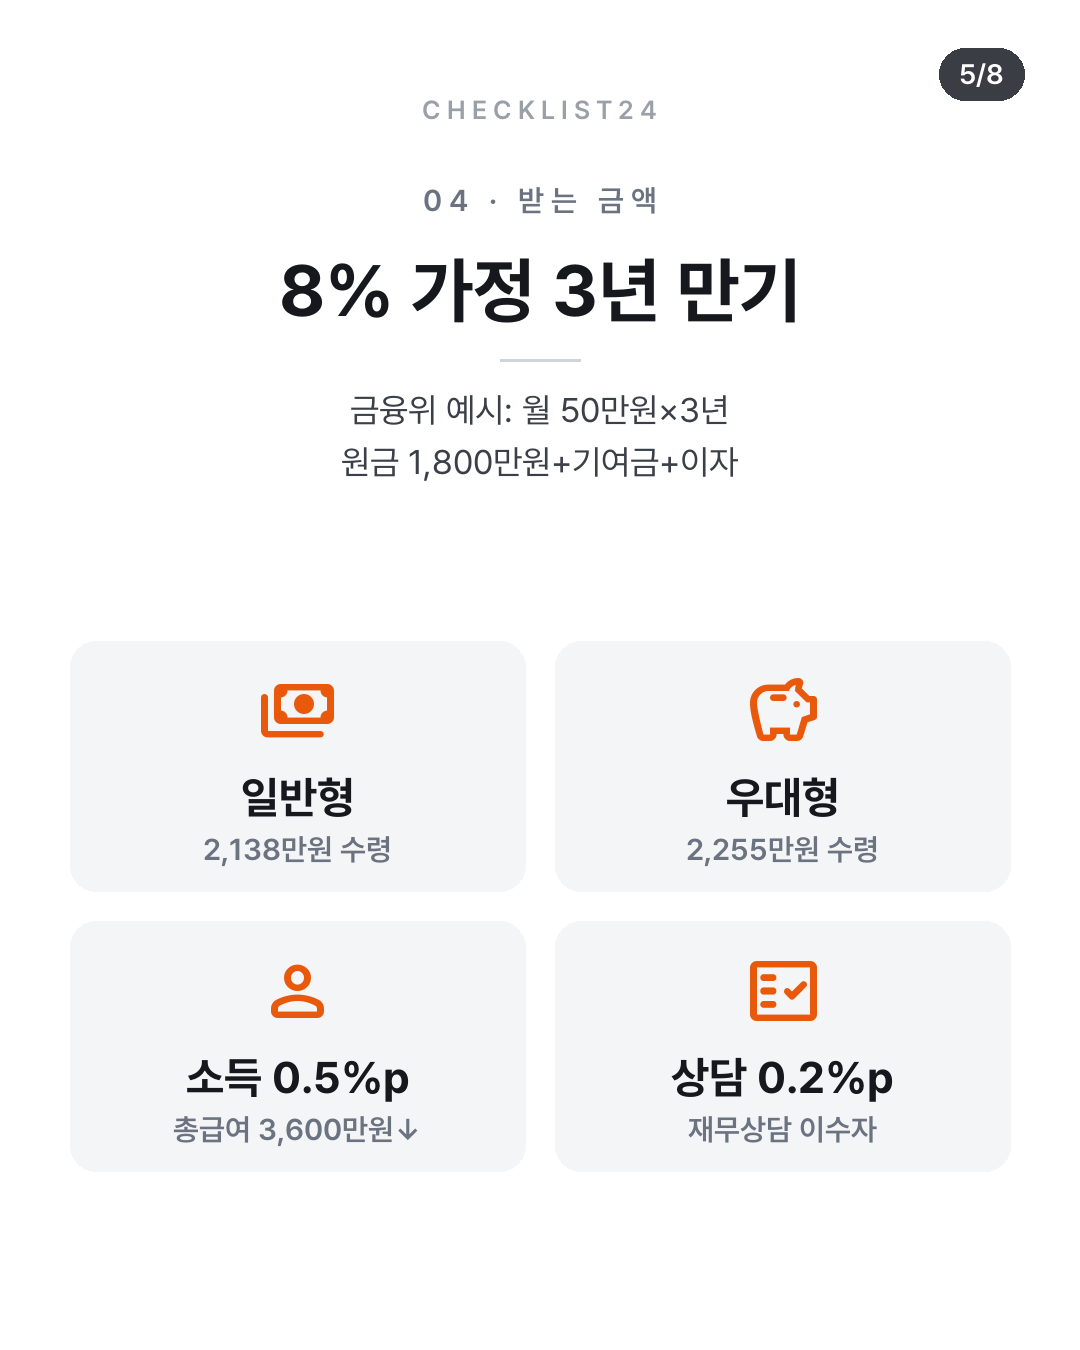 5/8
CHECKLIST24
04 · 받는 금액
8% 가정 3년 만기
금융위 예시: 월 50만원×3년
원금 1,800만원+기여금+이자
일반형
2,138만원 수령
우대형
2,255만원 수령
소득 0.5%p
총급여 3,600만원↓
상담 0.2%p
재무상담 이수자